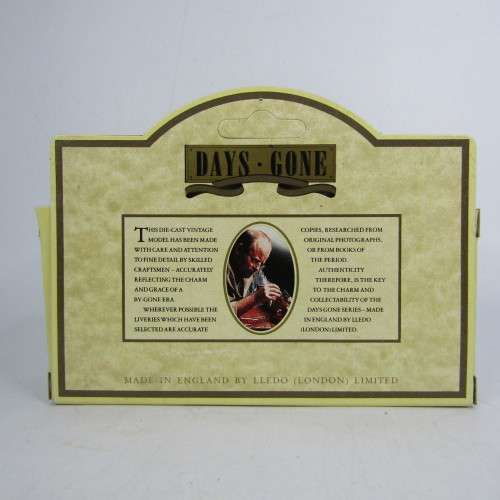 DAYS · GONE
THIS DIE-CAST VINTAGE
MODEL HAS BEEN MADE
WITH CARE AND ATTENTION
TO FINE DETAIL BY SKILLED
CRAFTSMEN – ACCURATELY
REFLECTING THE CHARM
AND GRACE OF A
BY-GONE ERA.
WHEREVER POSSIBLE THE
LIVERIES WHICH HAVE BEEN
SELECTED ARE ACCURATE
COPIES, RESEARCHED FROM
ORIGINAL PHOTOGRAPHS,
OR FROM BOOKS OF
THE PERIOD.
AUTHENTICITY
THEREFORE, IS THE KEY
TO THE CHARM AND
COLLECTABILITY OF THE
DAYS GONE SERIES – MADE
IN ENGLAND BY LLEDO
(LONDON) LIMITED.
MADE IN ENGLAND BY LLEDO (LONDON) LIMITED